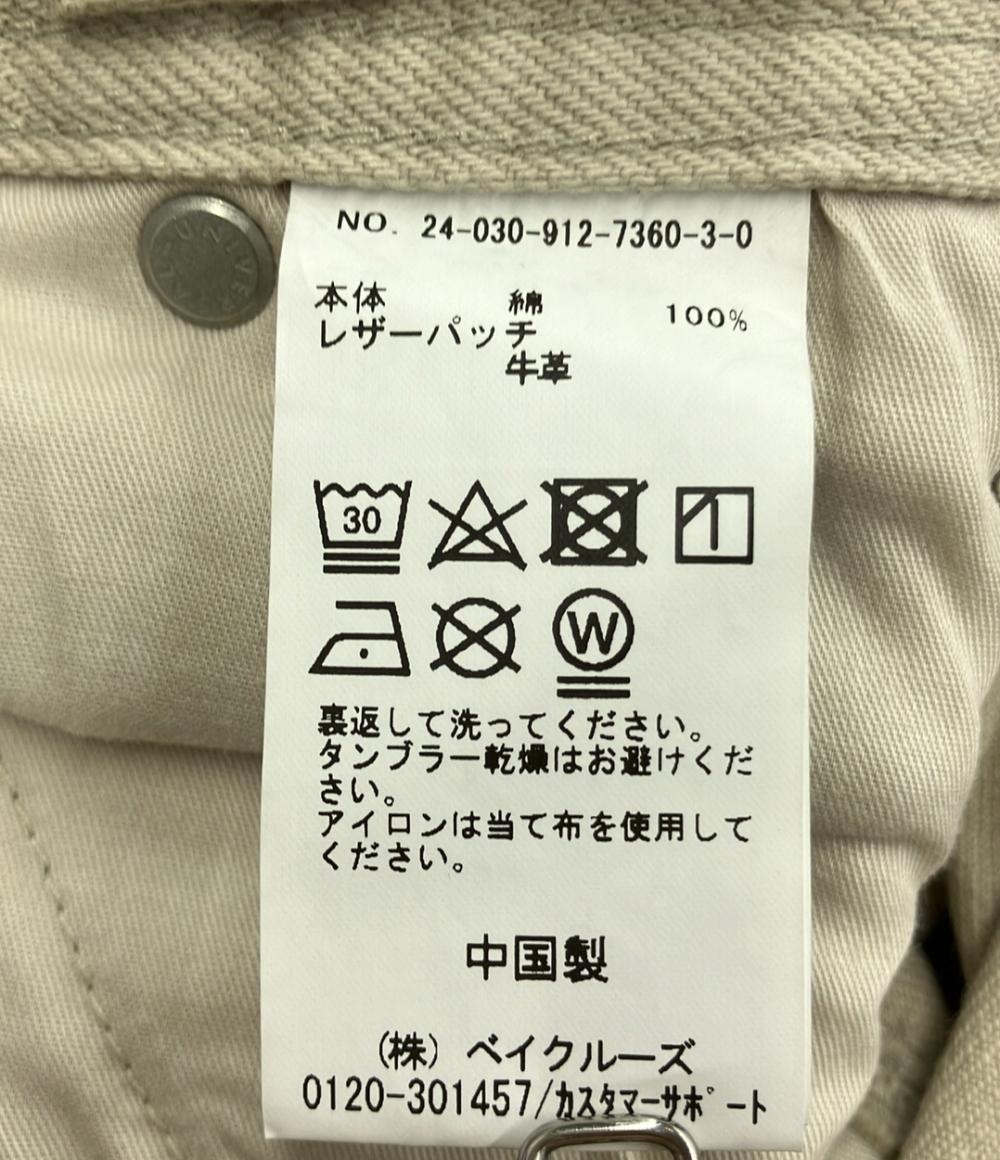 NO. 24-030-912-7360-3-0
本体 綿 100%
レザーパッチ
牛革
30
W
裏返して洗ってください。
タンブラー乾燥はお避けくだ
さい。
アイロンは当て布を使用して
ください。
中国製
(株) ベイクルーズ
0120-301457/カスタマーサポート